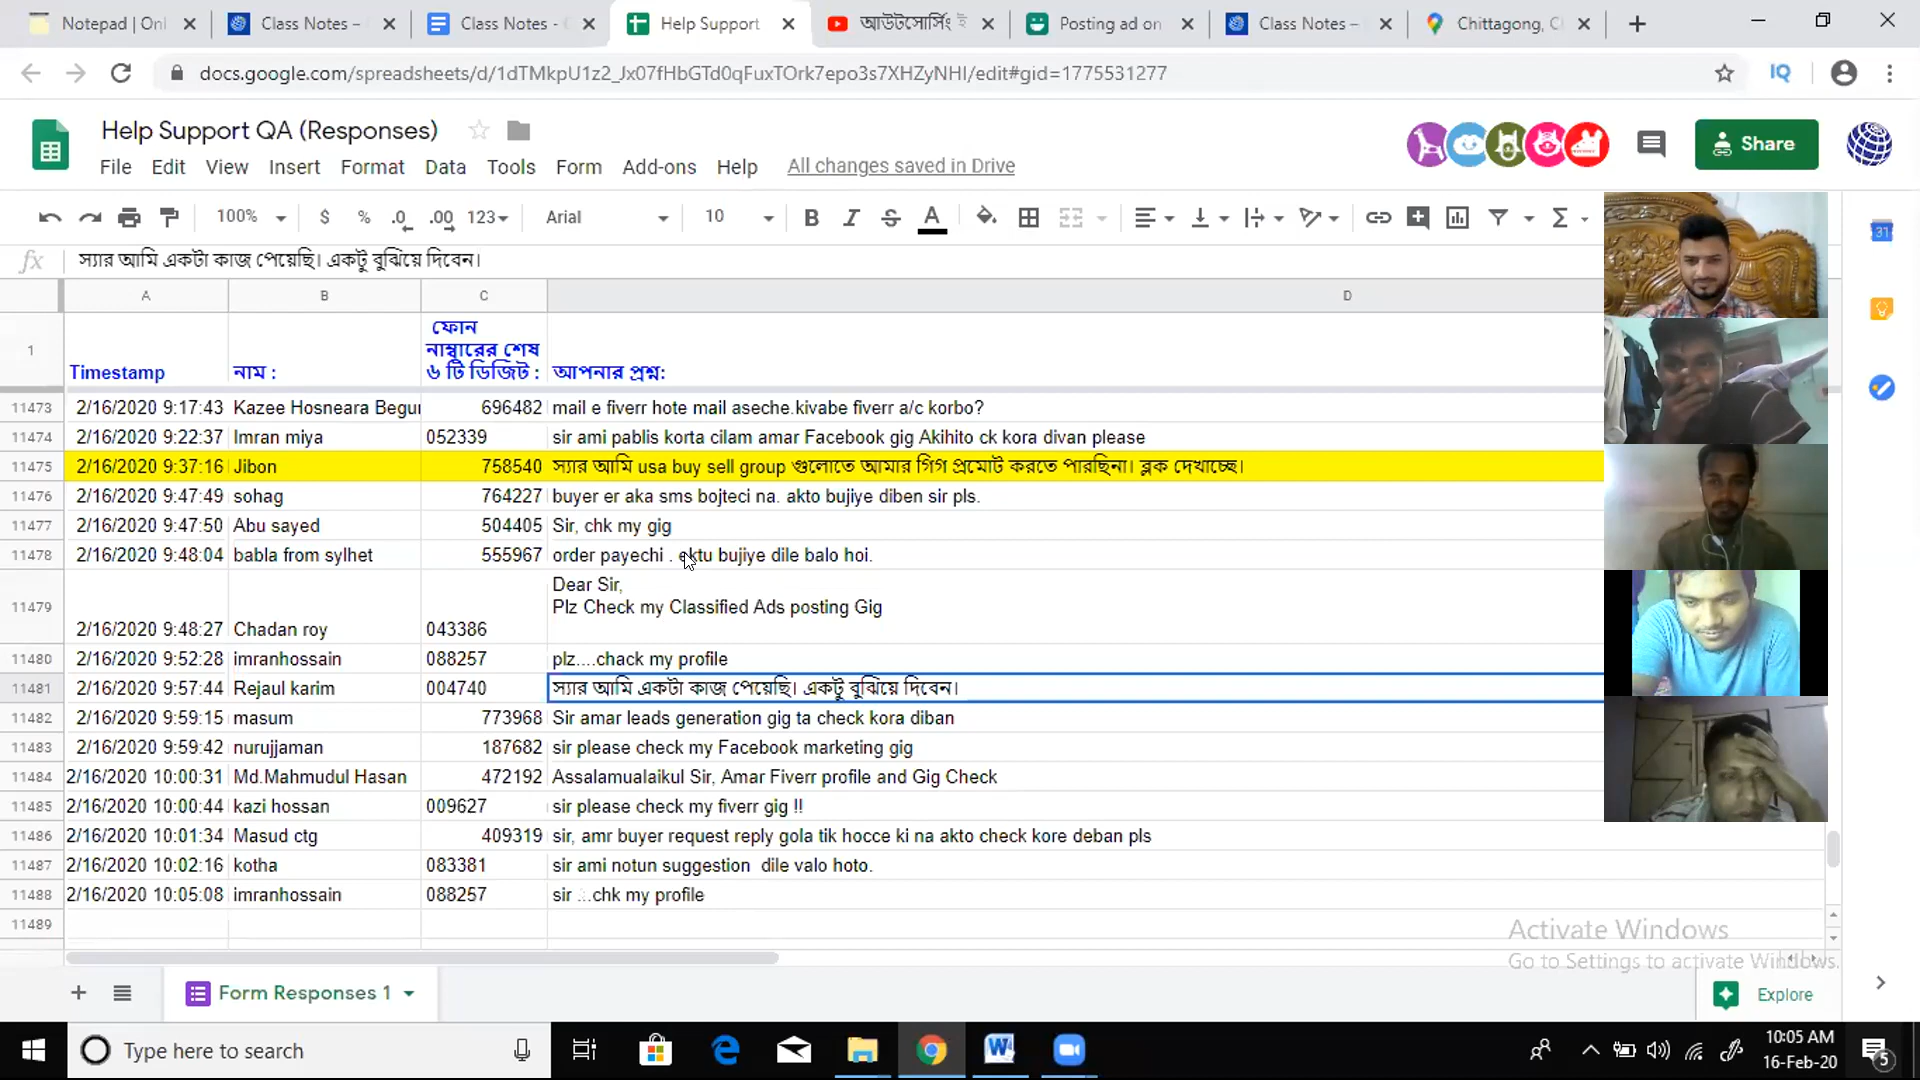 Notepad | Onl
Class Notes –
Class Notes -
Help Support
আউটসোর্সিং ই
Posting ad on
Class Notes –
Chittagong, C
docs.google.com/spreadsheets/d/1dTMkpU1z2_Jx07fHbGTd0qFuxTOrk7epo3s7XHZyNHI/edit#gid=1775531277
IQ
Help Support QA (Responses)
File Edit View Insert Format Data Tools Form Add-ons Help All changes saved in Drive
Share
100% $ % .0 .00 123 Arial 10 B I S A
31
fx স্যার আমি একটা কাজ পেয়েছি। একটু বুঝিয়ে দিবেন।
A B C D
1 Timestamp নাম : ফোন নাম্বারের শেষ ৬ টি ডিজিট : আপনার প্রশ্ন:
11473 2/16/2020 9:17:43 Kazee Hosneara Begur 696482 mail e fiverr hote mail aseche.kivabe fiverr a/c korbo?
11474 2/16/2020 9:22:37 Imran miya 052339 sir ami pablis korta cilam amar Facebook gig Akihito ck kora divan please
11475 2/16/2020 9:37:16 Jibon 758540 স্যার আমি usa buy sell group গুলোতে আমার গিগ প্রমোট করতে পারছিনা। ব্লক দেখাচ্ছে।
11476 2/16/2020 9:47:49 sohag 764227 buyer er aka sms bojteci na. akto bujiye diben sir pls.
11477 2/16/2020 9:47:50 Abu sayed 504405 Sir, chk my gig
11478 2/16/2020 9:48:04 babla from sylhet 555967 order payechi . ektu bujiye dile balo hoi.
Dear Sir,
Plz Check my Classified Ads posting Gig
11479 2/16/2020 9:48:27 Chadan roy 043386
11480 2/16/2020 9:52:28 imranhossain 088257 plz....chack my profile
11481 2/16/2020 9:57:44 Rejaul karim 004740 স্যার আমি একটা কাজ পেয়েছি। একটু বুঝিয়ে দিবেন।
11482 2/16/2020 9:59:15 masum 773968 Sir amar leads generation gig ta check kora diban
11483 2/16/2020 9:59:42 nurujjaman 187682 sir please check my Facebook marketing gig
11484 2/16/2020 10:00:31 Md.Mahmudul Hasan 472192 Assalamualaikul Sir, Amar Fiverr profile and Gig Check
11485 2/16/2020 10:00:44 kazi hossan 009627 sir please check my fiverr gig !!
11486 2/16/2020 10:01:34 Masud ctg 409319 sir, amr buyer request reply gola tik hocce ki na akto check kore deban pls
11487 2/16/2020 10:02:16 kotha 083381 sir ami notun suggestion dile valo hoto.
11488 2/16/2020 10:05:08 imranhossain 088257 sir ...chk my profile
11489
Activate Windows
Go to Settings to activate Windows.
Form Responses 1
Explore
Type here to search
10:05 AM
16-Feb-20
5